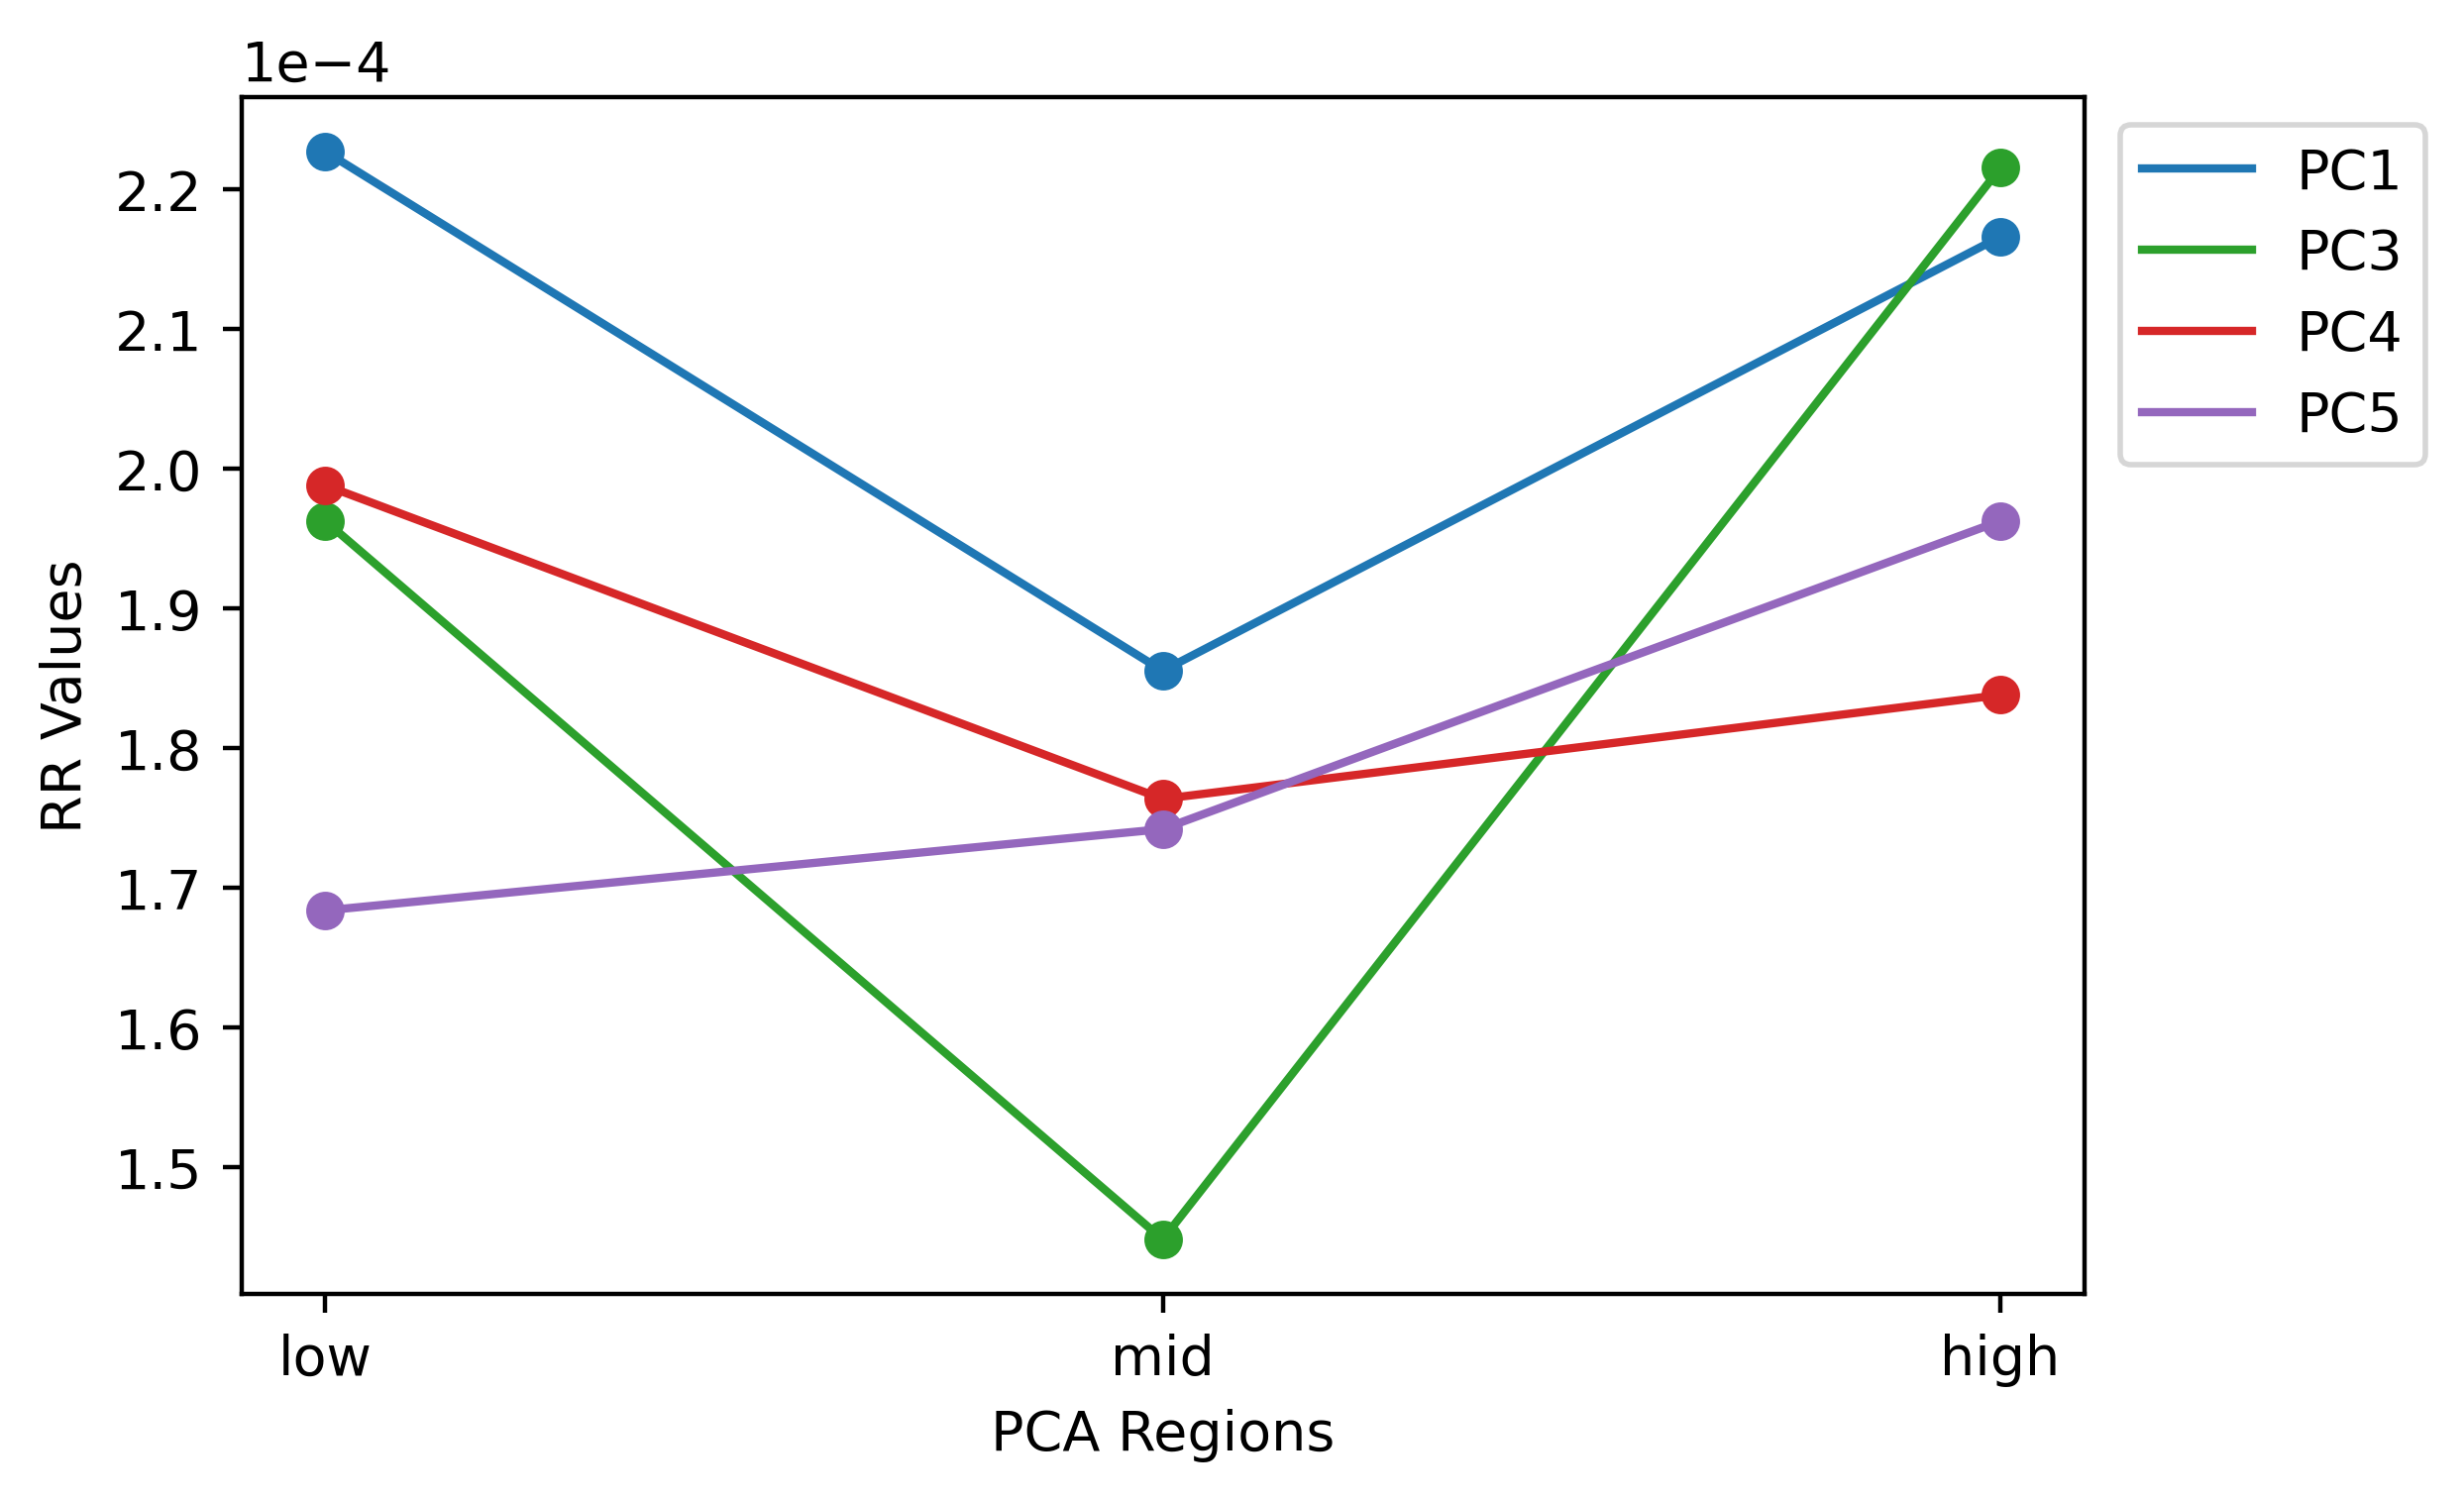 1e−4
2.2
2.1
2.0
1.9
1.8
1.7
1.6
1.5
RR Values
low mid high
PCA Regions
PC1
PC3
PC4
PC5